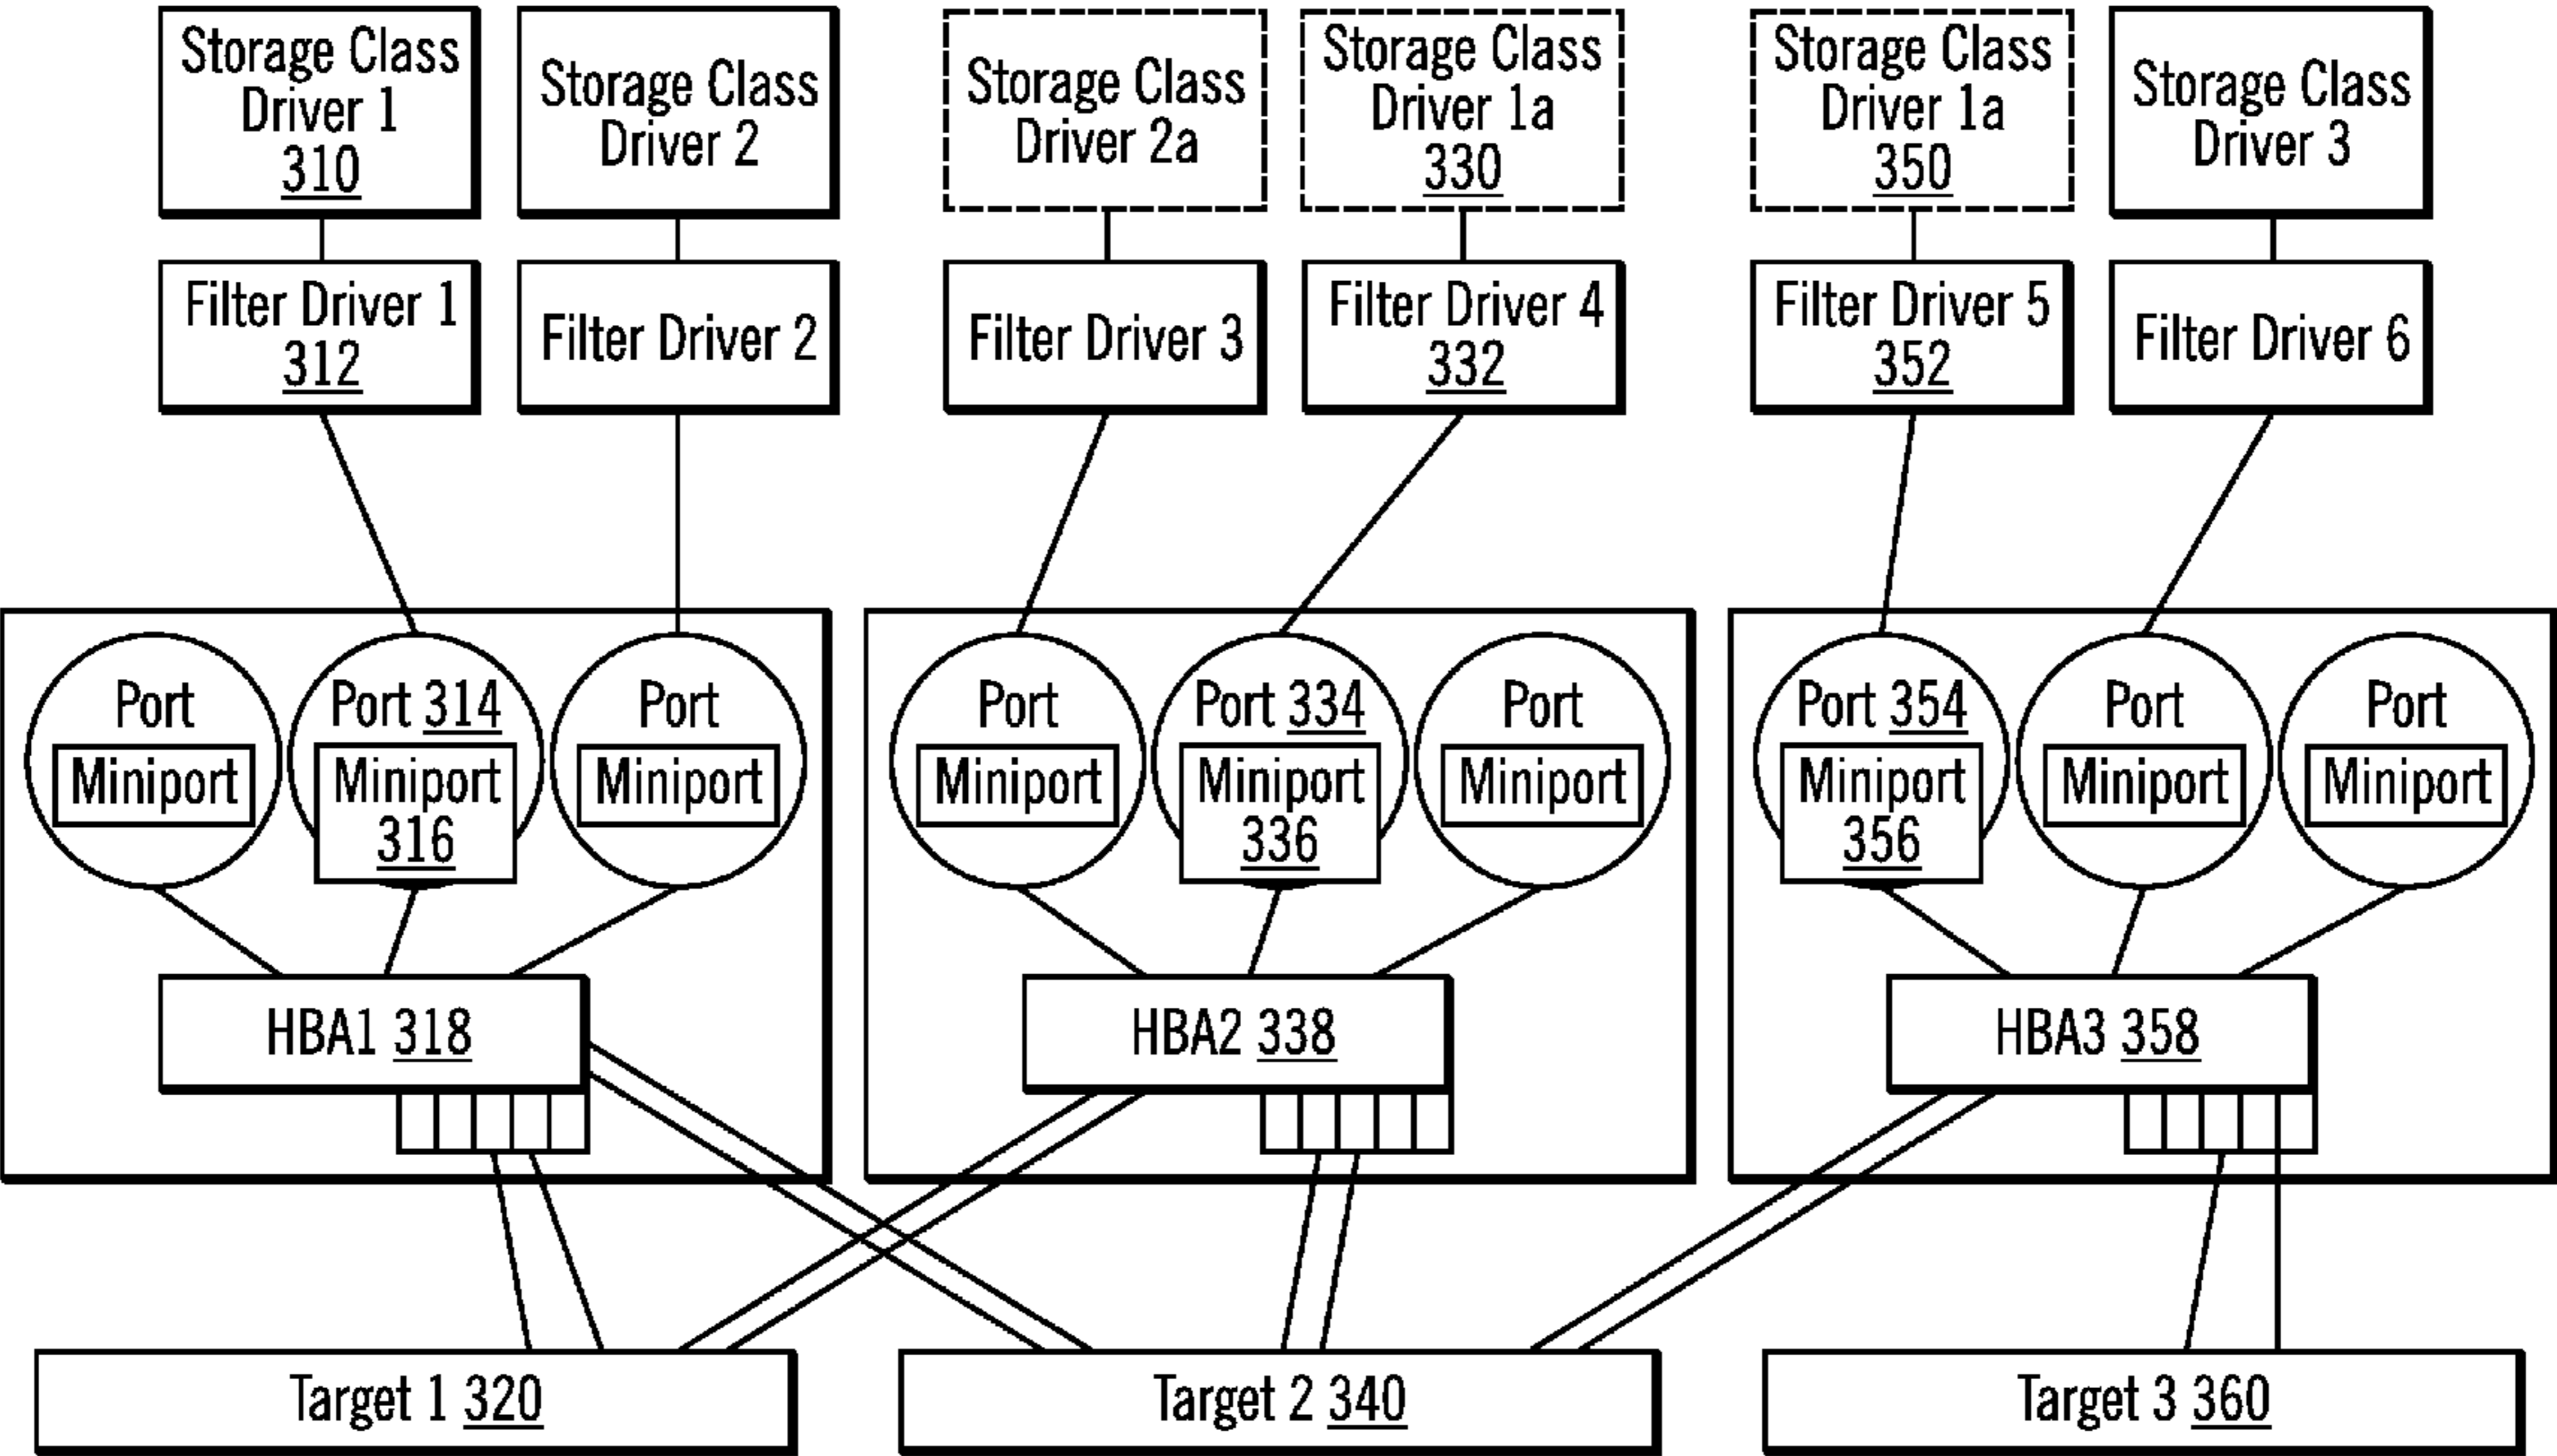 Storage Class
Driver 1
310
Storage Class
Driver 2
Storage Class
Driver 2a
Storage Class
Driver 1a
330
Storage Class
Driver 1a
350
Storage Class
Driver 3
Filter Driver 1
312
Filter Driver 2
Filter Driver 3
Filter Driver 4
332
Filter Driver 5
352
Filter Driver 6
Port
Miniport
Port 314
Miniport
316
Port
Miniport
Port
Miniport
Port 334
Miniport
336
Port
Miniport
Port 354
Miniport
356
Port
Miniport
Port
Miniport
HBA1 318
HBA2 338
HBA3 358
Target 1 320
Target 2 340
Target 3 360